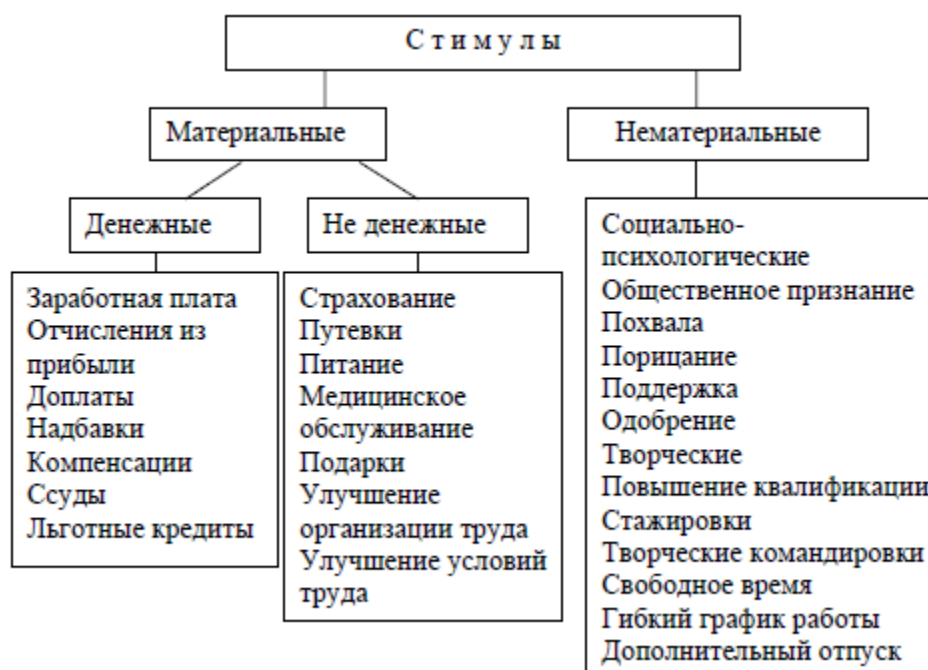 С т и м у л ы
Материальные
Нематериальные
Денежные
Не денежные
Заработная плата
Отчисления из
прибыли
Доплаты
Надбавки
Компенсации
Ссуды
Льготные кредиты
Страхование
Путевки
Питание
Медицинское
обслуживание
Подарки
Улучшение
организации труда
Улучшение условий
труда
Социально-
психологические
Общественное признание
Похвала
Порицание
Поддержка
Одобрение
Творческие
Повышение квалификации
Стажировки
Творческие командировки
Свободное время
Гибкий график работы
Дополнительный отпуск